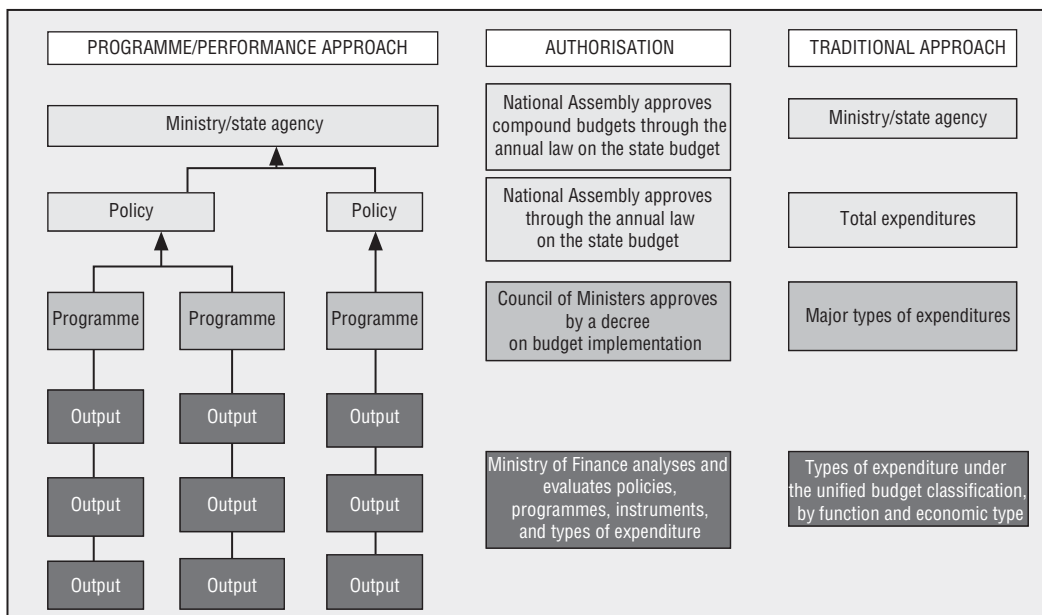 PROGRAMME/PERFORMANCE APPROACH
AUTHORISATION
TRADITIONAL APPROACH
Ministry/state agency
National Assembly approves
compound budgets through the
annual law on the state budget
Ministry/state agency
Policy
Policy
National Assembly approves
through the annual law
on the state budget
Total expenditures
Programme
Programme
Programme
Council of Ministers approves
by a decree
on budget implementation
Major types of expenditures
Output
Output
Output
Output
Output
Output
Ministry of Finance analyses and
evaluates policies,
programmes, instruments,
and types of expenditure
Types of expenditure under
the unified budget classification,
by function and economic type
Output
Output
Output